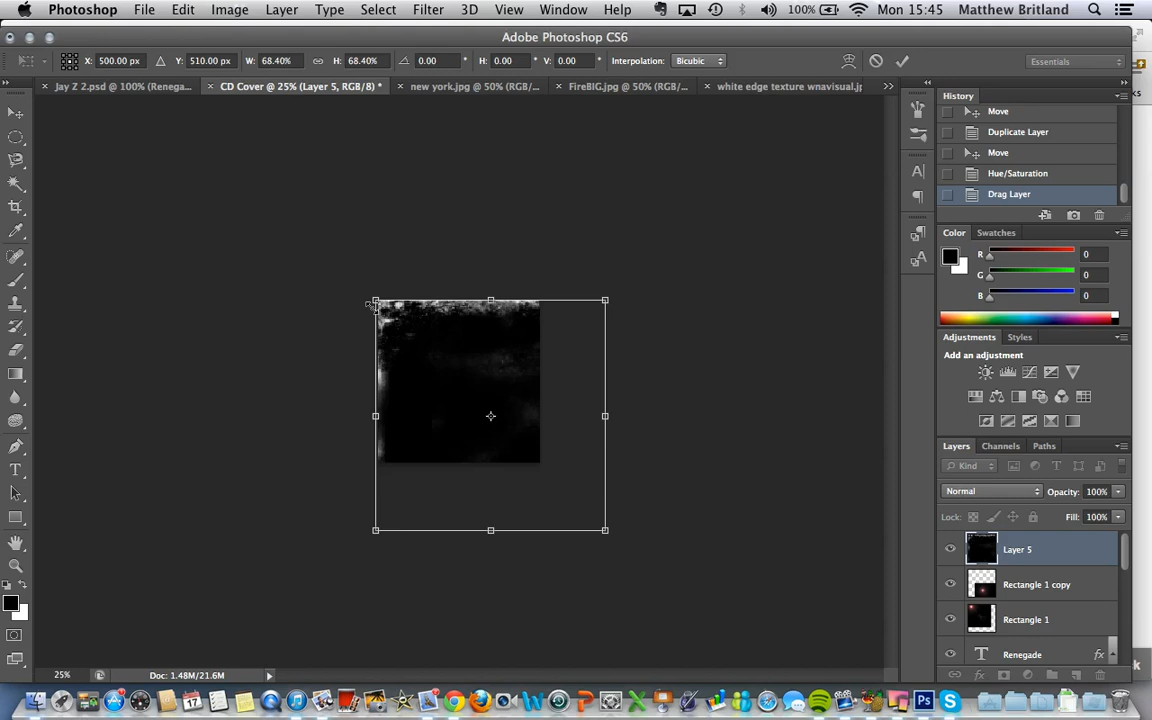 Photoshop File Edit Image Layer Type Select Filter 3D View Window Help 100% Mon 15:45 Matthew Britland
Adobe Photoshop CS6
X: 500.00 px Y: 510.00 px W: 68.40% H: 68.40% 0.00 ° H: 0.00 ° V: 0.00 ° Interpolation: Bicubic Essentials
× Jay Z 2.psd @ 100% (Renega... × CD Cover @ 25% (Layer 5, RGB/8) * × new york.jpg @ 50% (RGB/... × FireBIG.jpg @ 50% (RGB/... × white edge texture wnavisual.jp
History
Move
Duplicate Layer
Move
Hue/Saturation
Drag Layer
Color Swatches
R 0
G 0
B 0
Adjustments Styles
Add an adjustment
Layers Channels Paths
Kind
Normal Opacity: 100%
Lock: Fill: 100%
Layer 5
Rectangle 1 copy
Rectangle 1
Renegade fx
25% Doc: 1.48M/21.6M